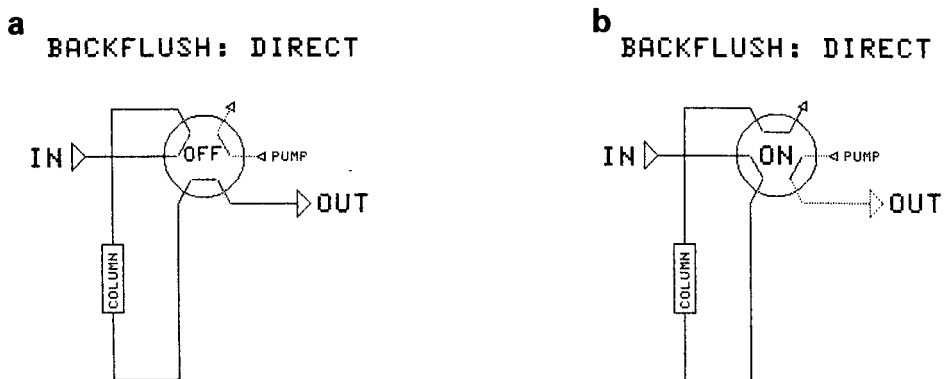 a
BACKFLUSH: DIRECT
IN
OFF
PUMP
OUT
COLUMN
b
BACKFLUSH: DIRECT
IN
ON
PUMP
OUT
COLUMN